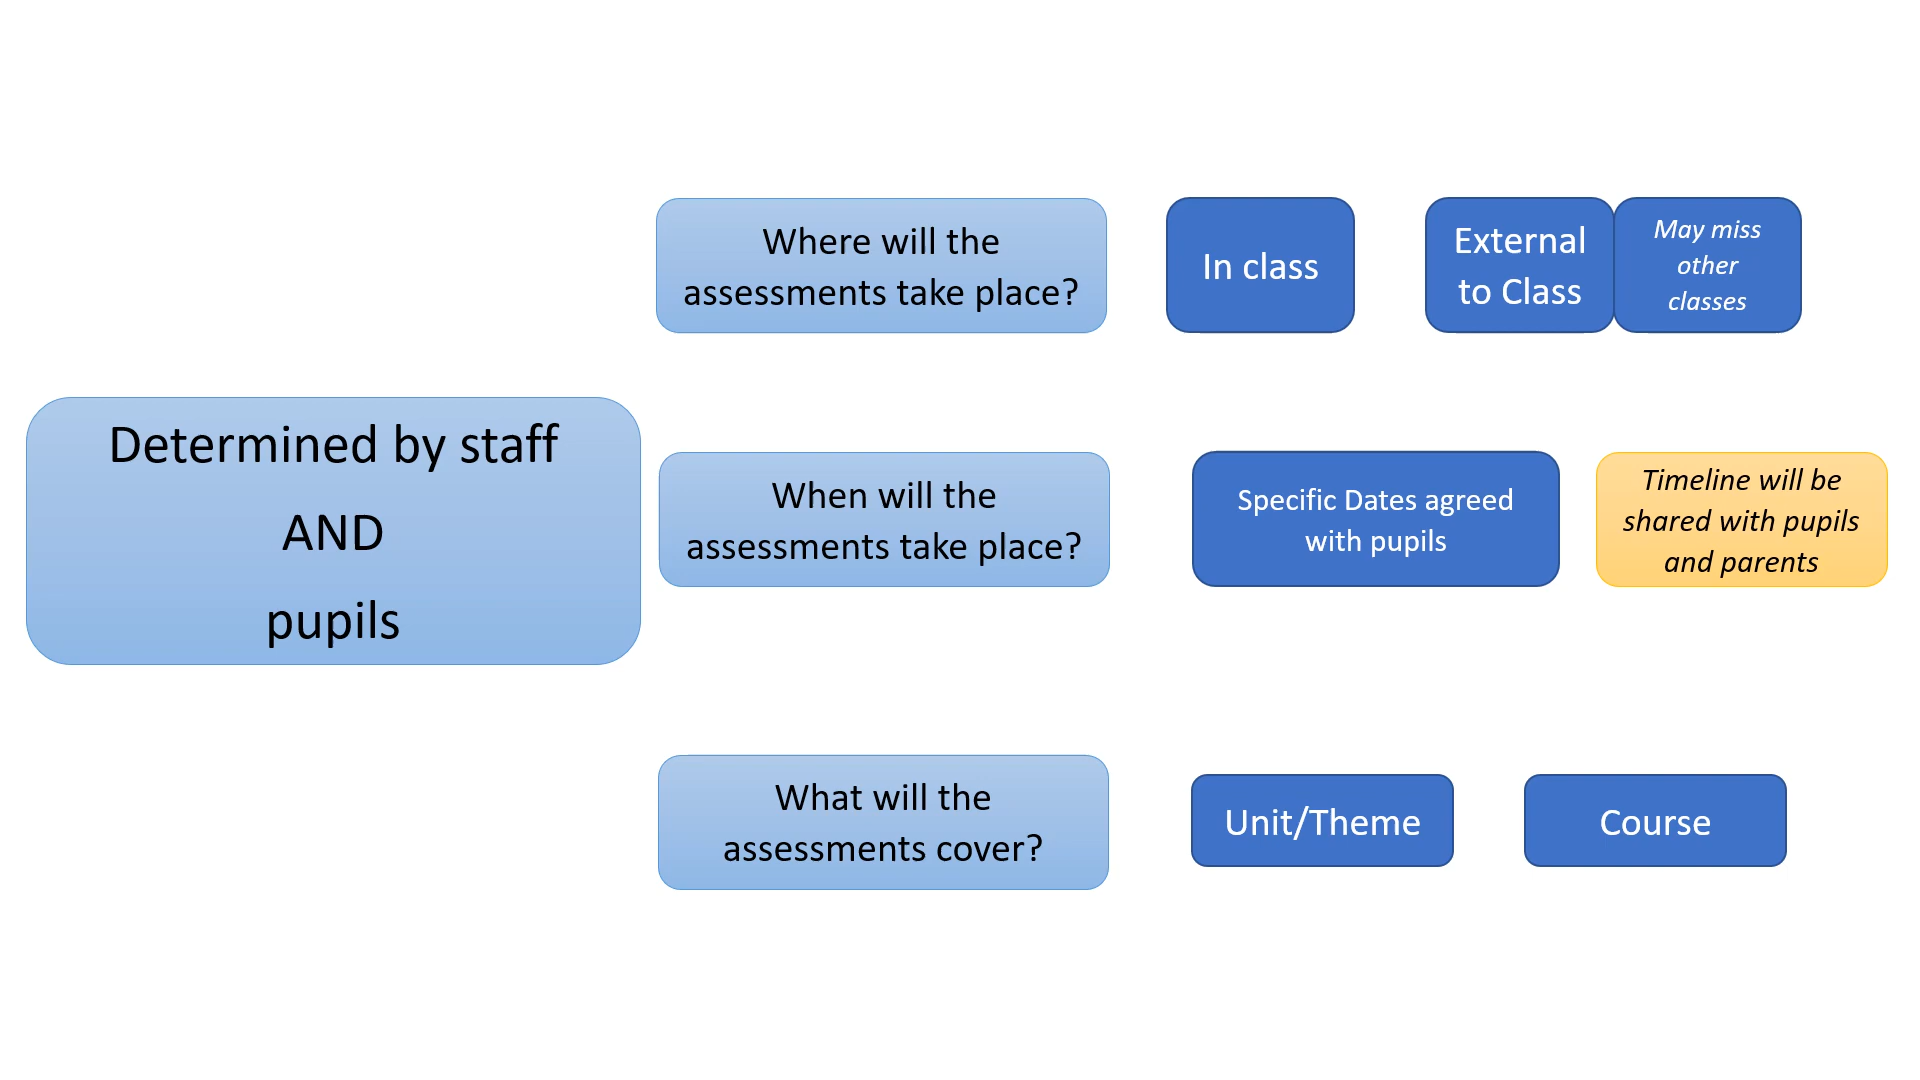 Determined by staff
AND
pupils
Where will the
assessments take place?
In class
External
to Class
May miss
other
classes
When will the
assessments take place?
Specific Dates agreed
with pupils
Timeline will be
shared with pupils
and parents
What will the
assessments cover?
Unit/Theme
Course